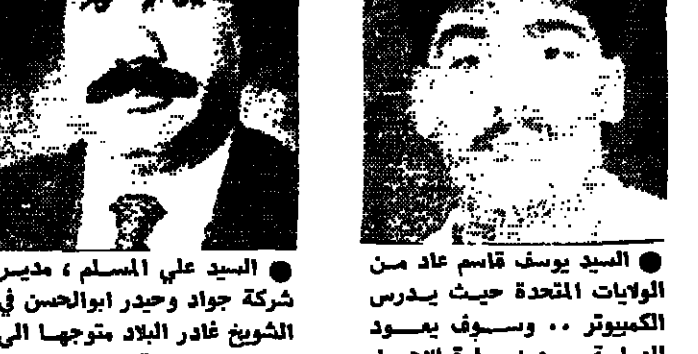 ● السيد يوسف قاسم عاد من
الولايات المتحدة حيث يدرس
الكمبيوتر .. وسوف يعود
● السيد علي المسلم ، مدير
شركة جواد وحيدر ابوالحسن في
الشويخ غادر البلاد متوجها الى